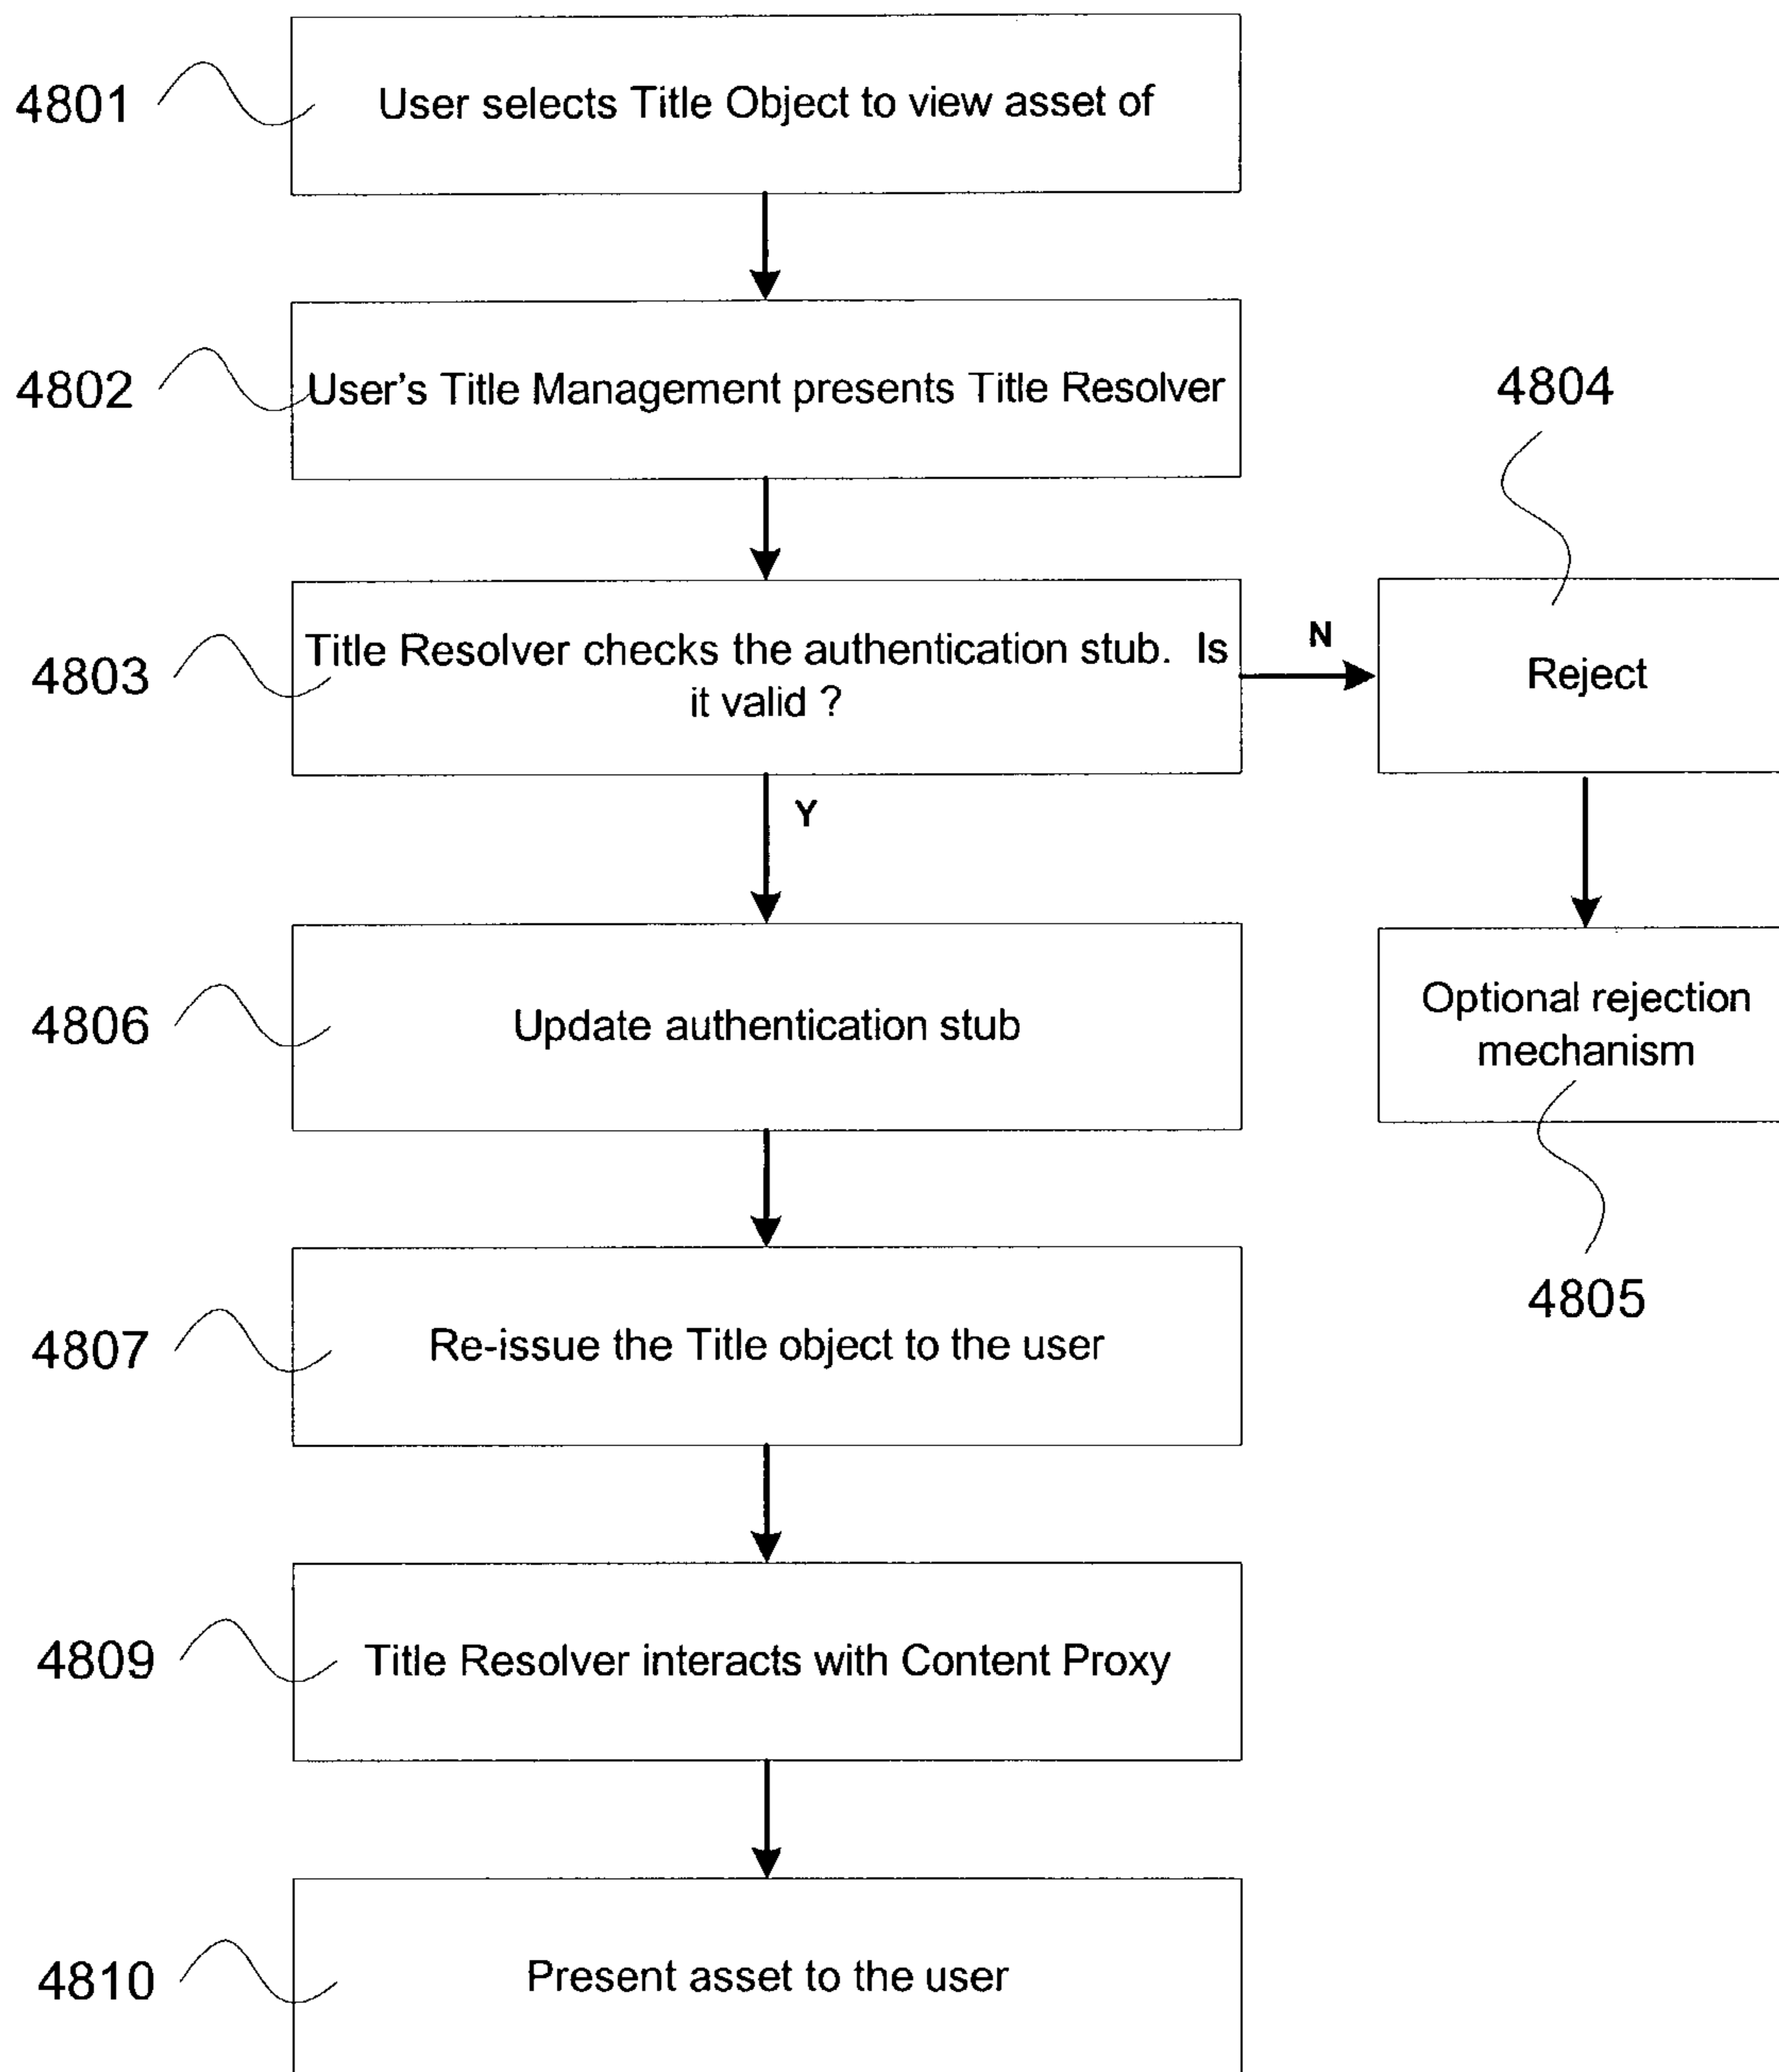 4801
User selects Title Object to view asset of
4802
User's Title Management presents Title Resolver
4804
4803
Title Resolver checks the authentication stub. Is
it valid ?
N
Reject
Y
4806
Update authentication stub
Optional rejection
mechanism
4805
4807
Re-issue the Title object to the user
4809
Title Resolver interacts with Content Proxy
4810
Present asset to the user